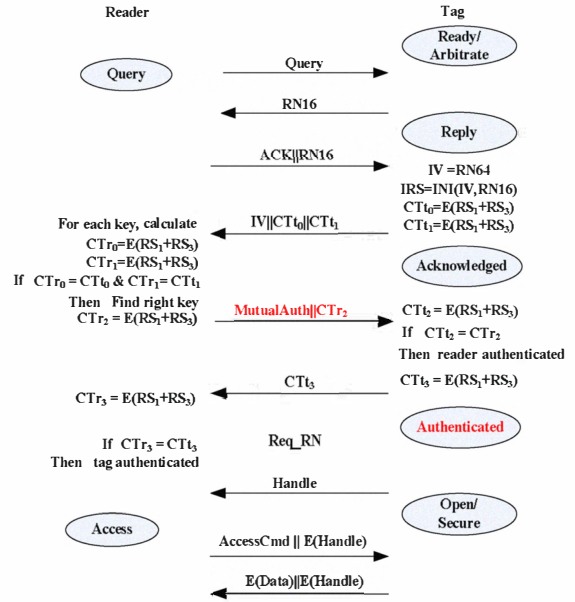 Reader
Tag
Ready/
Arbitrate
Query
Query
RN16
Reply
ACK||RN16
IV =RN64
IRS=INI(IV,RN16)
CTt₀=E(RS₁+RS₃)
CTt₁=E(RS₁+RS₃)
For each key, calculate
IV||CTt₀||CTt₁
CTr₀=E(RS₁+RS₃)
CTr₁=E(RS₁+RS₃)
If CTr₀ = CTt₀ & CTr₁= CTt₁
Acknowledged
Then Find right key
CTr₂ = E(RS₁+RS₃)
MutualAuth||CTr₂
CTt₂ = E(RS₁+RS₃)
If CTt₂ = CTr₂
Then reader authenticated
CTt₃
CTt₃ = E(RS₁+RS₃)
CTr₃ = E(RS₁+RS₃)
Authenticated
If CTr₃ = CTt₃
Then tag authenticated
Req_RN
Handle
Open/
Secure
Access
AccessCmd || E(Handle)
E(Data)||E(Handle)